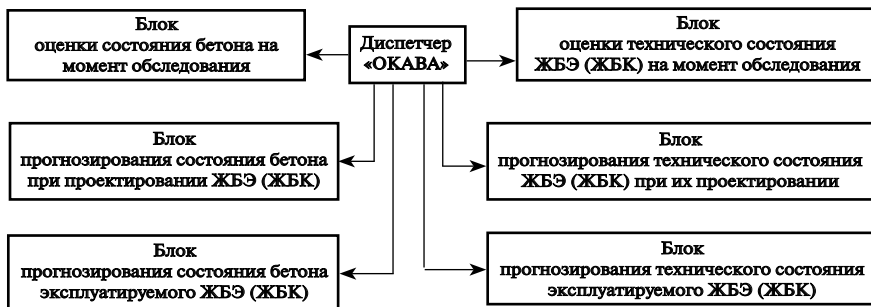 Блок
оценки состояния бетона на
момент обследования
Диспетчер
«ОКАВА»
Блок
оценки технического состояния
ЖБЭ (ЖБК) на момент обследования
Блок
прогнозирования состояния бетона
при проектировании ЖБЭ (ЖБК)
Блок
прогнозирования технического состояния
ЖБЭ (ЖБК) при их проектировании
Блок
прогнозирования состояния бетона
эксплуатируемого ЖБЭ (ЖБК)
Блок
прогнозирования технического состояния
эксплуатируемого ЖБЭ (ЖБК)